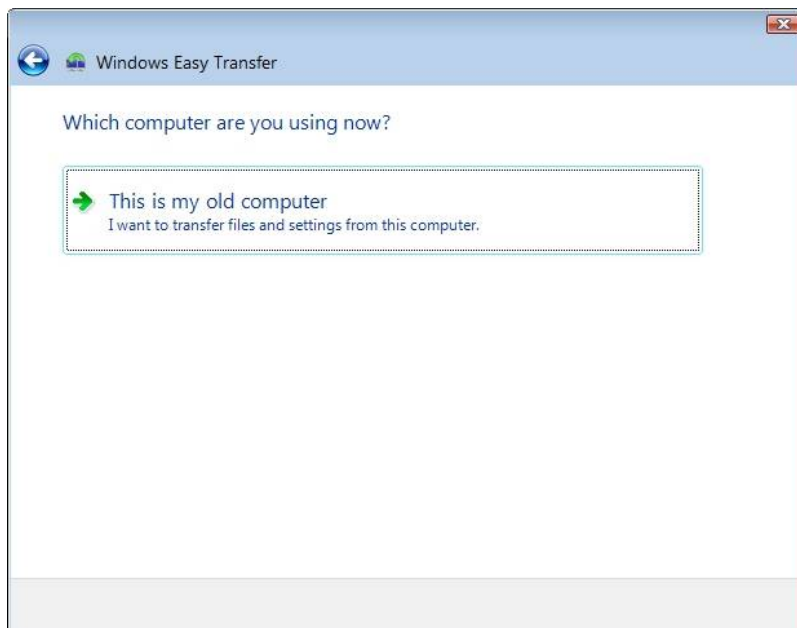 Windows Easy Transfer
Which computer are you using now?
This is my old computer
I want to transfer files and settings from this computer.